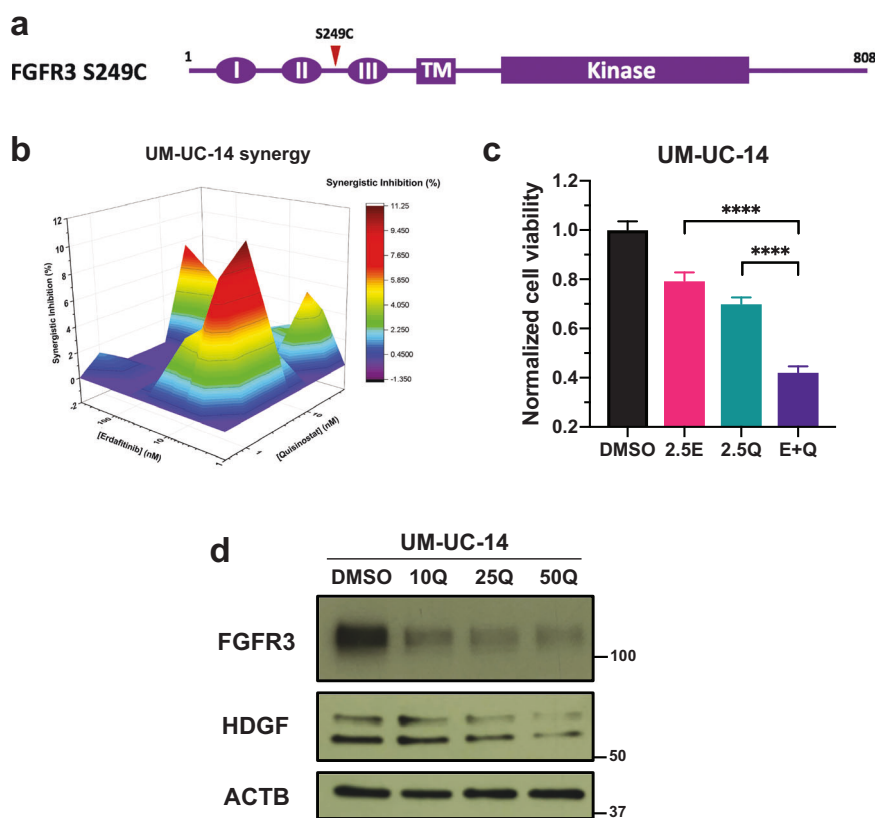 a
S249C
1
808
FGFR3 S249C
I
II
III
TM
Kinase
b
UM-UC-14 synergy
Synergistic Inhibition (%)
12
10
8
6
4
2
0
-2
Synergistic Inhibition (%)
100
10
1
[Erdafitinib] (nM)
1
10
[Quisinostat] (nM)
11.25
9.450
7.650
5.850
4.050
2.250
0.4500
-1.350
c
UM-UC-14
Normalized cell viability
1.2
1.0
0.8
0.6
0.4
0.2
****
****
DMSO 2.5E 2.5Q E+Q
d
UM-UC-14
DMSO 10Q 25Q 50Q
FGFR3
100
HDGF
50
ACTB
37